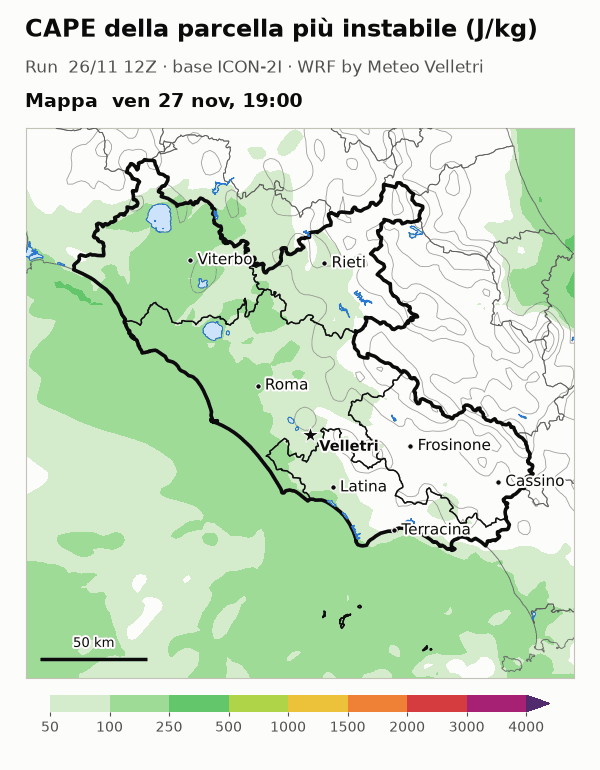 CAPE della parcella più instabile (J/kg)
Run  26/11 12Z · base ICON-2I · WRF by Meteo Velletri
Mappa  ven 27 nov, 19:00
Viterbo
Rieti
Roma
Velletri
Frosinone
Cassino
Latina
Terracina
50 km
50 100 250 500 1000 1500 2000 3000 4000